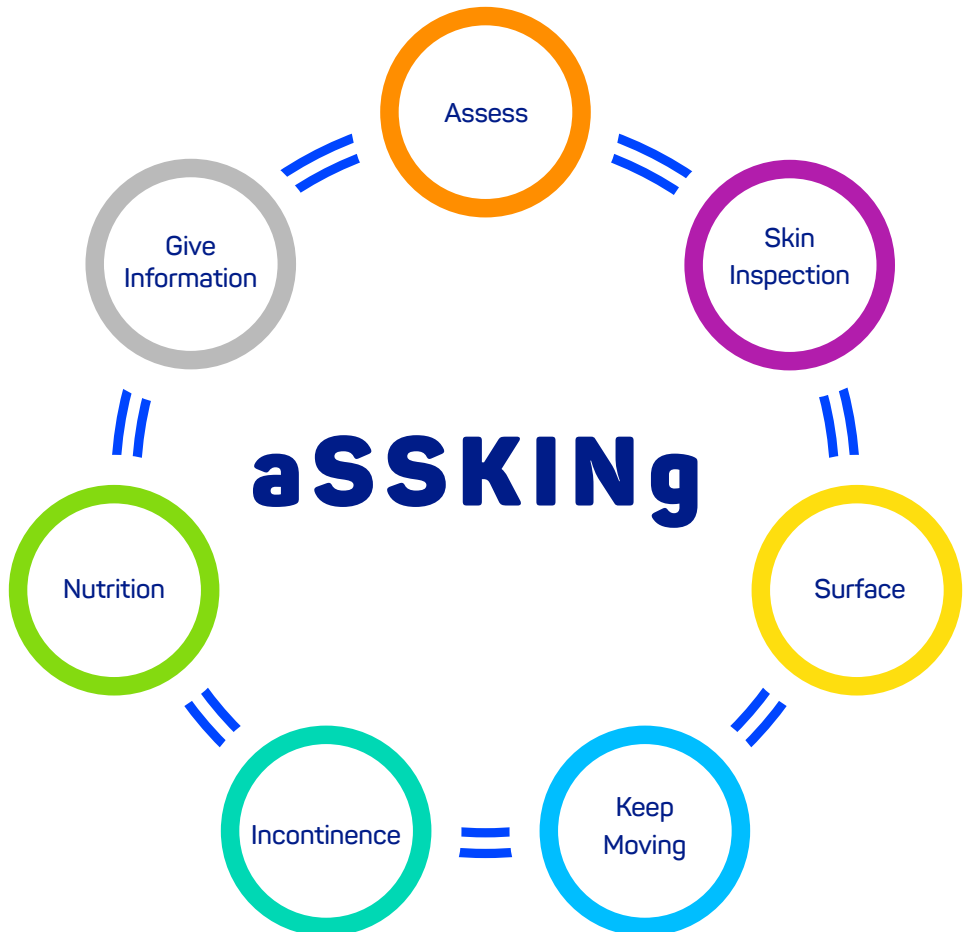 Assess
Skin
Inspection
Surface
Keep
Moving
Incontinence
Nutrition
Give
Information
aSSKINg